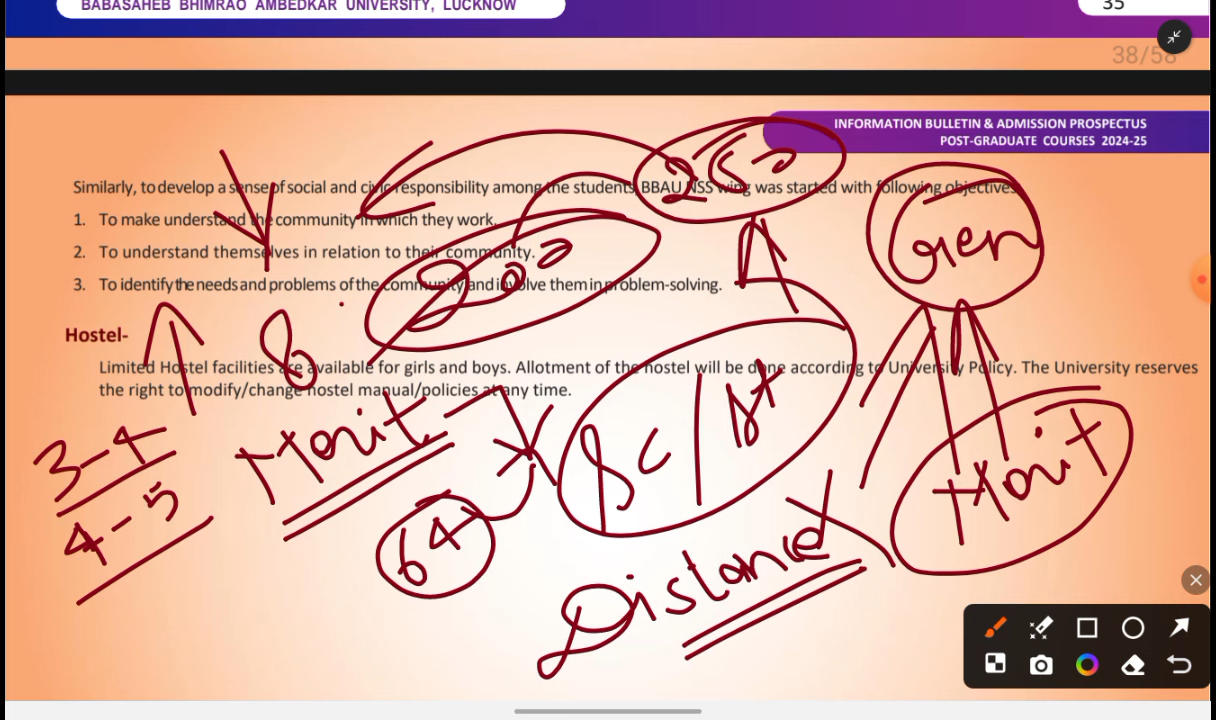 BABASAHEB BHIMRAO AMBEDKAR UNIVERSITY, LUCKNOW
35
38/58
INFORMATION BULLETIN & ADMISSION PROSPECTUS
POST-GRADUATE COURSES 2024-25
Similarly, to develop a sense of social and civic responsibility among the students, BBAU NSS wing was started with following objectives
1. To make understand the community in which they work.
2. To understand themselves in relation to their community.
3. To identify the needs and problems of the community and involve them in problem-solving.
Hostel-
Limited Hostel facilities are available for girls and boys. Allotment of the hostel will be done according to University Policy. The University reserves
the right to modify/change hostel manual/policies at any time.
250
Gen
200
8
3-4
Merit
Sc/St
Merit
4-5
64